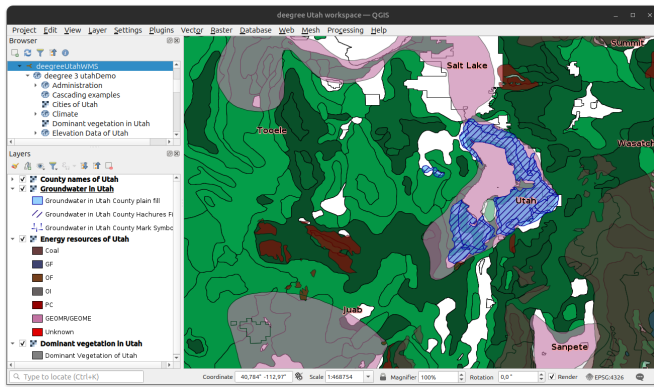 deegree Utah workspace — QGIS
Project Edit View Layer Settings Plugins Vector Raster Database Web Mesh Processing Help
Browser
deegreeUtahWMS
deegree 3 utahDemo
Administration
Cascading examples
Cities of Utah
Climate
Dominant vegetation in Utah
Elevation Data of Utah
Layers
County names of Utah
Groundwater in Utah
Groundwater in Utah County plain fill
Groundwater in Utah County Hachures Fi
Groundwater in Utah County Mark Symbo
Energy resources of Utah
Coal
GF
OF
OI
PC
GEOMR/GEOME
Unknown
Dominant vegetation in Utah
Dominant Vegetation of Utah
Summit
Salt Lake
Tooele
Wasatch
Utah
Juab
Sanpete
Type to locate (Ctrl+K)
Coordinate 40,784° -112,97° Scale 1:468754 Magnifier 100% Rotation 0,0° Render EPSG:4326